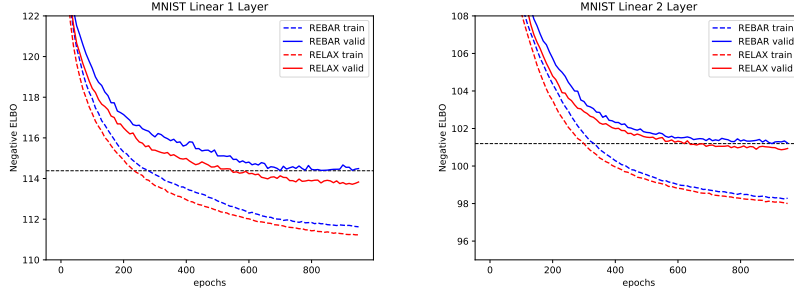 MNIST Linear 1 Layer
Negative ELBO
122
120
118
116
114
112
110
REBAR train
REBAR valid
RELAX train
RELAX valid
0 200 400 600 800
epochs
MNIST Linear 2 Layer
Negative ELBO
108
106
104
102
100
98
96
REBAR train
REBAR valid
RELAX train
RELAX valid
0 200 400 600 800
epochs